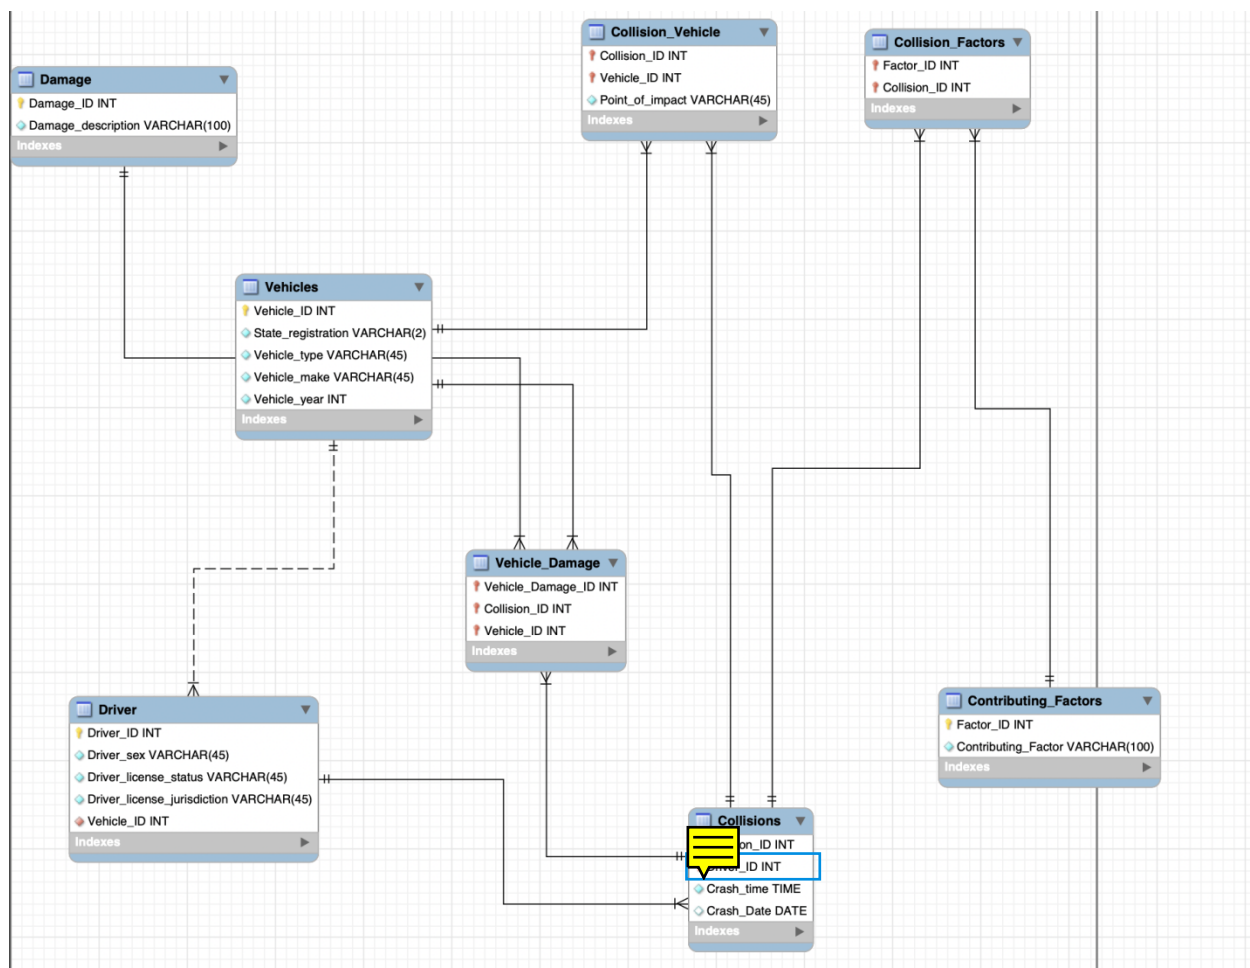 Collision_Vehicle
Collision_ID INT
Vehicle_ID INT
Point_of_impact VARCHAR(45)
Indexes
Collision_Factors
Factor_ID INT
Collision_ID INT
Indexes
Damage
Damage_ID INT
Damage_description VARCHAR(100)
Indexes
Vehicles
Vehicle_ID INT
State_registration VARCHAR(2)
Vehicle_type VARCHAR(45)
Vehicle_make VARCHAR(45)
Vehicle_year INT
Indexes
Vehicle_Damage
Vehicle_Damage_ID INT
Collision_ID INT
Vehicle_ID INT
Indexes
Driver
Driver_ID INT
Driver_sex VARCHAR(45)
Driver_license_status VARCHAR(45)
Driver_license_jurisdiction VARCHAR(45)
Vehicle_ID INT
Indexes
Contributing_Factors
Factor_ID INT
Contributing_Factor VARCHAR(100)
Indexes
Collisions
INT
INT
Crash_time TIME
Crash_Date DATE
Indexes